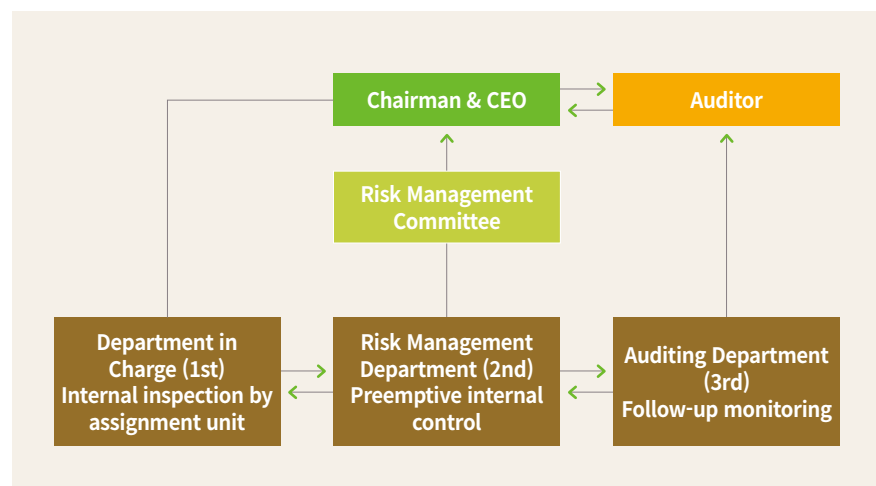 Chairman & CEO
Auditor
Risk Management
Committee
Department in
Charge (1st)
Internal inspection by
assignment unit
Risk Management
Department (2nd)
Preemptive internal
control
Auditing Department
(3rd)
Follow-up monitoring